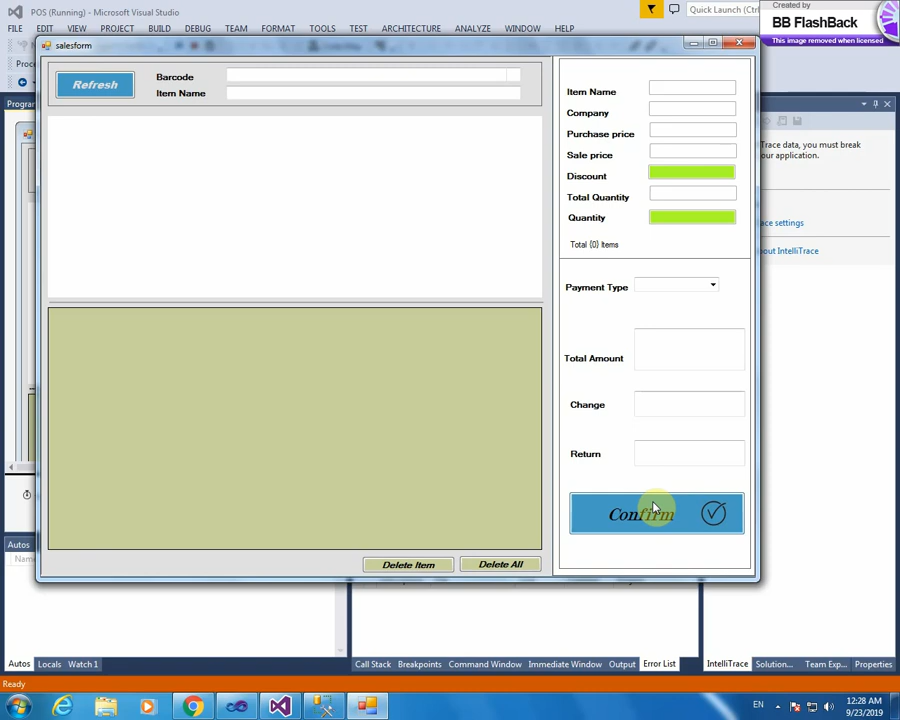 POS (Running) - Microsoft Visual Studio
Quick Launch (Ctrl
Created by
BB FlashBack
This image removed when licensed
FILE EDIT VIEW PROJECT BUILD DEBUG TEAM FORMAT TOOLS TEST ARCHITECTURE ANALYZE WINDOW HELP
salesform
Refresh
Barcode
Item Name
Item Name
Company
Purchase price
Sale price
Discount
Total Quantity
Quantity
Total {0} Items
Payment Type
Total Amount
Change
Return
Confirm
Delete Item
Delete All
Trace data, you must break
our application.
ce settings
bout IntelliTrace
Autos
Autos Locals Watch 1
Call Stack Breakpoints Command Window Immediate Window Output Error List
IntelliTrace Solution... Team Exp... Properties
Ready
EN
12:28 AM
9/23/2019